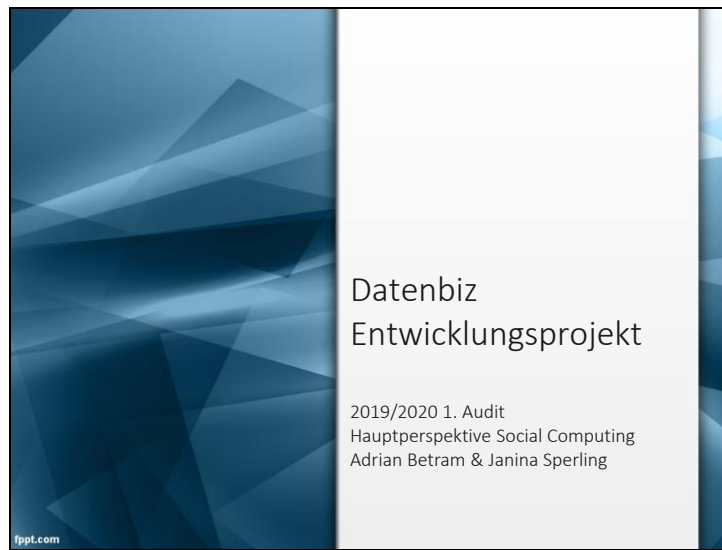 Datenbiz
Entwicklungsprojekt
2019/2020 1. Audit
Hauptperspektive Social Computing
Adrian Betram & Janina Sperling
fppt.com